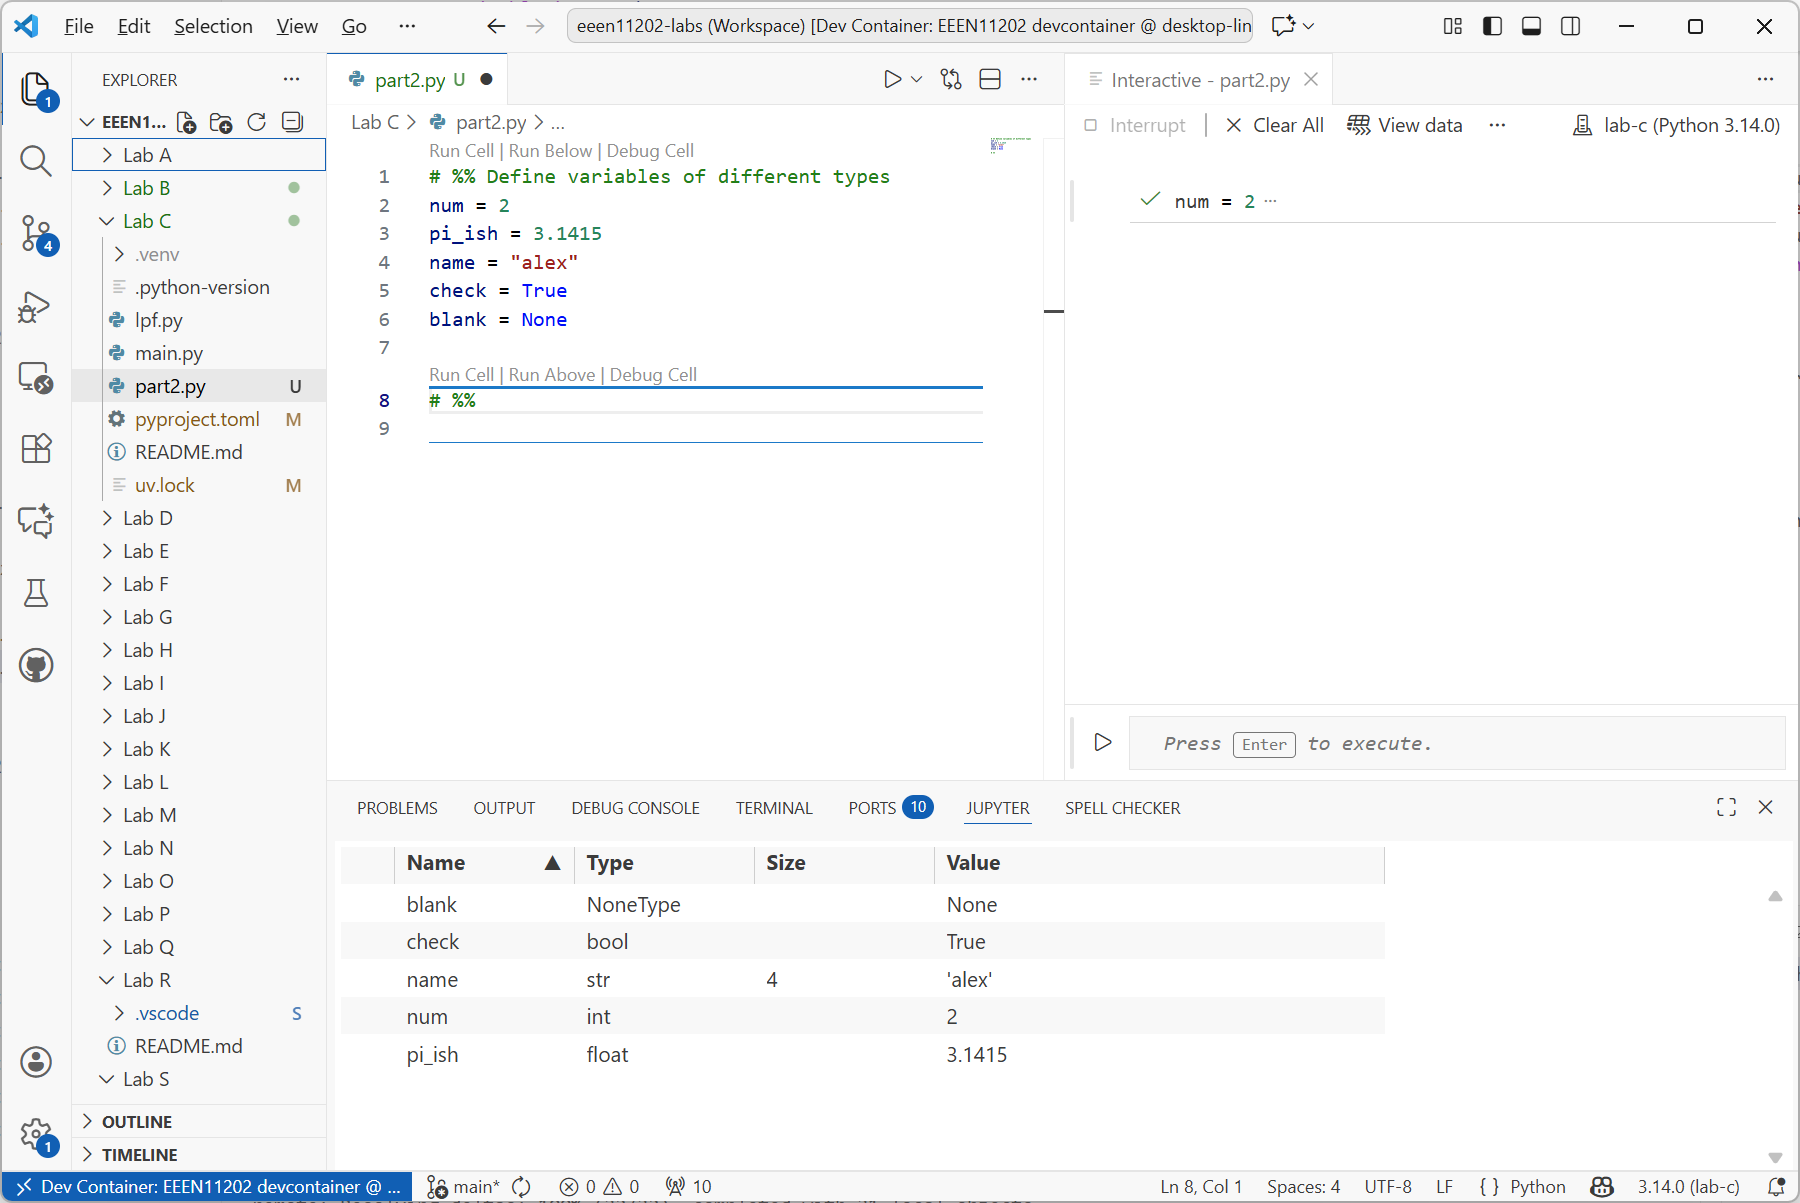 File Edit Selection View Go ···
eeen11202-labs (Workspace) [Dev Container: EEEN11202 devcontainer @ desktop-lin
EXPLORER
EEEN1...
Lab A
Lab B
Lab C
.venv
.python-version
lpf.py
main.py
part2.py U
pyproject.toml M
README.md
uv.lock M
Lab D
Lab E
Lab F
Lab G
Lab H
Lab I
Lab J
Lab K
Lab L
Lab M
Lab N
Lab O
Lab P
Lab Q
Lab R
.vscode S
README.md
Lab S
OUTLINE
TIMELINE
1
4
1
part2.py U
Lab C > part2.py > ...
Run Cell | Run Below | Debug Cell
1 # %% Define variables of different types
2 num = 2
3 pi_ish = 3.1415
4 name = "alex"
5 check = True
6 blank = None
7
Run Cell | Run Above | Debug Cell
8 # %%
9
Interactive - part2.py
Interrupt | Clear All View data ··· lab-c (Python 3.14.0)
num = 2 ···
Press Enter to execute.
PROBLEMS OUTPUT DEBUG CONSOLE TERMINAL PORTS 10 JUPYTER SPELL CHECKER
Name Type Size Value
blank NoneType None
check bool True
name str 4 'alex'
num int 2
pi_ish float 3.1415
Dev Container: EEEN11202 devcontainer @ ... main* 0 0 10 Ln 8, Col 1 Spaces: 4 UTF-8 LF { } Python 3.14.0 (lab-c)